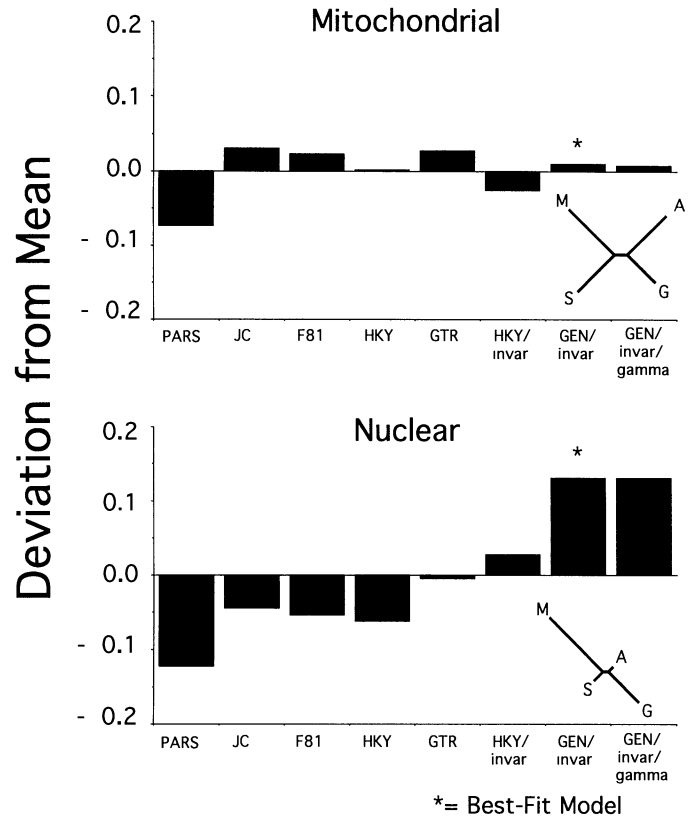 Mitochondrial
Deviation from Mean
0.2
0.1
0.0
- 0.1
- 0.2
*
M
A
S
G
PARS
JC
F81
HKY
GTR
HKY/
ınvar
GEN/
invar
GEN/
invar/
gamma
Nuclear
0.2
0.1
0.0
- 0.1
- 0.2
*
M
A
S
G
PARS
JC
F81
HKY
GTR
HKY/
invar
GEN/
ınvar
GEN/
invar/
gamma
*= Best-Fit Model